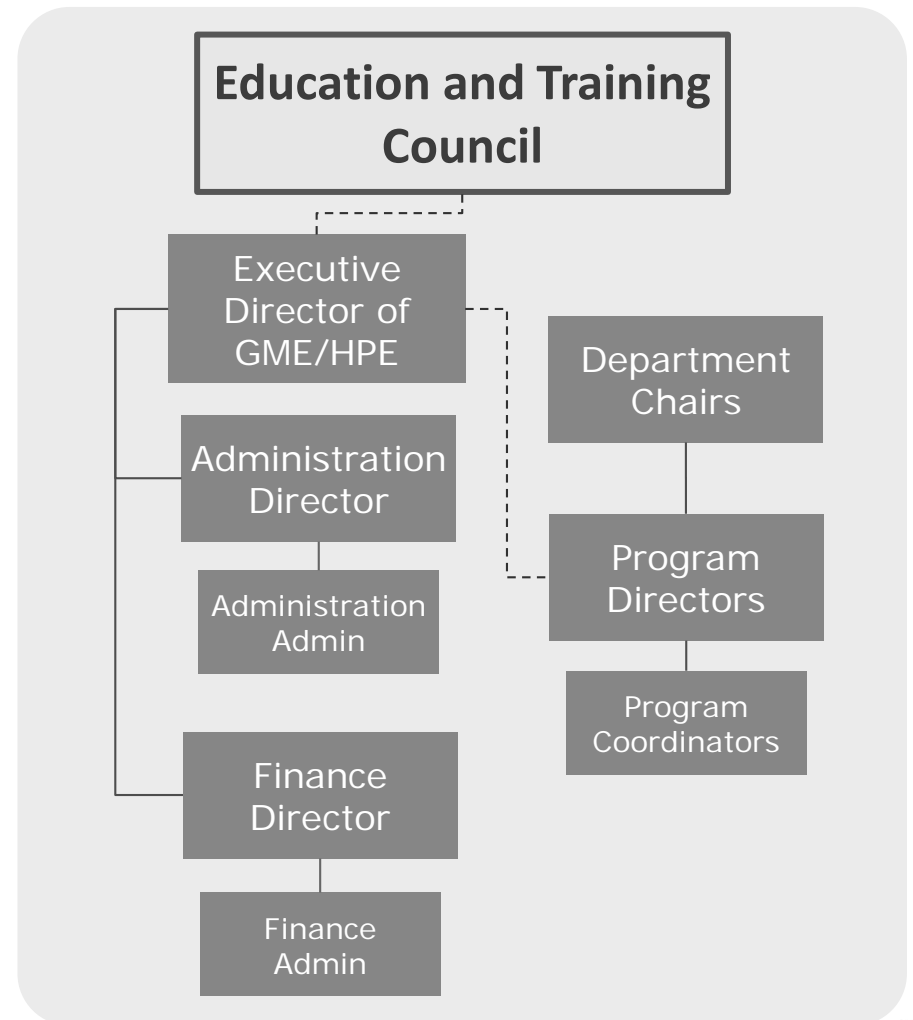 Education and Training
Council
Executive
Director of
GME/HPE
Administration
Director
Administration
Admin
Finance
Director
Finance
Admin
Department
Chairs
Program
Directors
Program
Coordinators